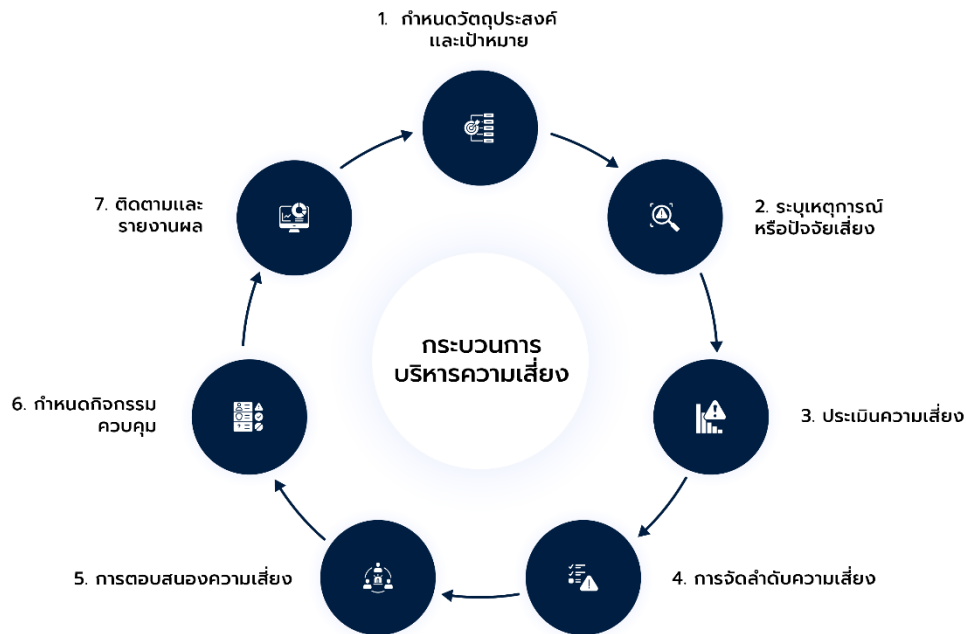 1. กำหนดวัตถุประสงค์
และเป้าหมาย
2. ระบุเหตุการณ์
หรือปัจจัยเสี่ยง
3. ประเมินความเสี่ยง
4. การจัดลำดับความเสี่ยง
5. การตอบสนองความเสี่ยง
6. กำหนดกิจกรรม
ควบคุม
7. ติดตามและ
รายงานผล
กระบวนการ
บริหารความเสี่ยง